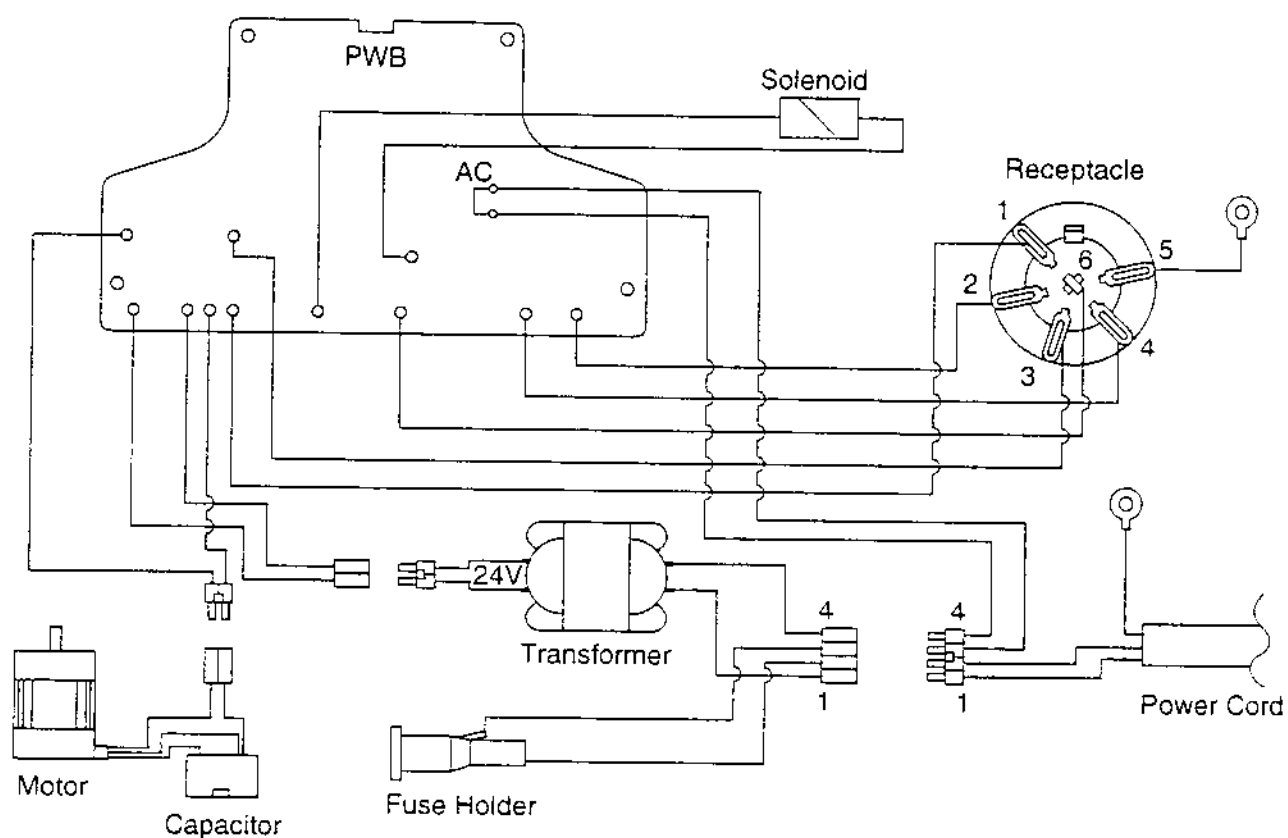 PWB
Solenoid
AC
Receptacle
1
5
6
2
4
3
24V
Transformer
4
4
1
1
Power Cord
Motor
Fuse Holder
Capacitor